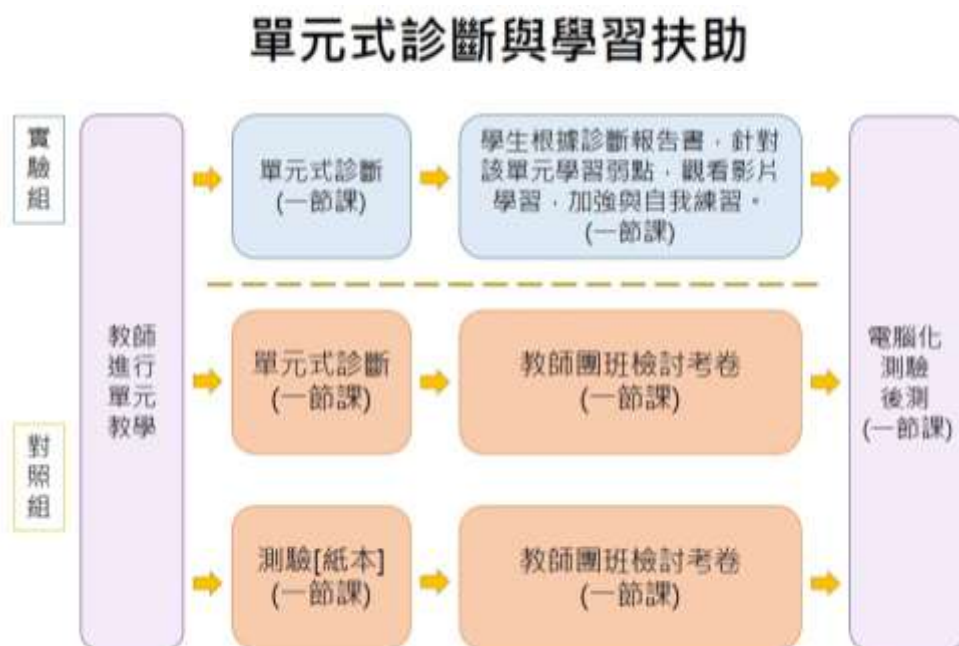 單元式診斷與學習扶助
實
驗
組
教師
進行
單元
教學
單元式診斷
(一節課)
學生根據診斷報告書，針對
該單元學習弱點，觀看影片
學習，加強與自我練習。
(一節課)
對
照
組
單元式診斷
(一節課)
教師團班檢討考卷
(一節課)
測驗[紙本]
(一節課)
教師團班檢討考卷
(一節課)
電腦化
測驗
後測
(一節課)